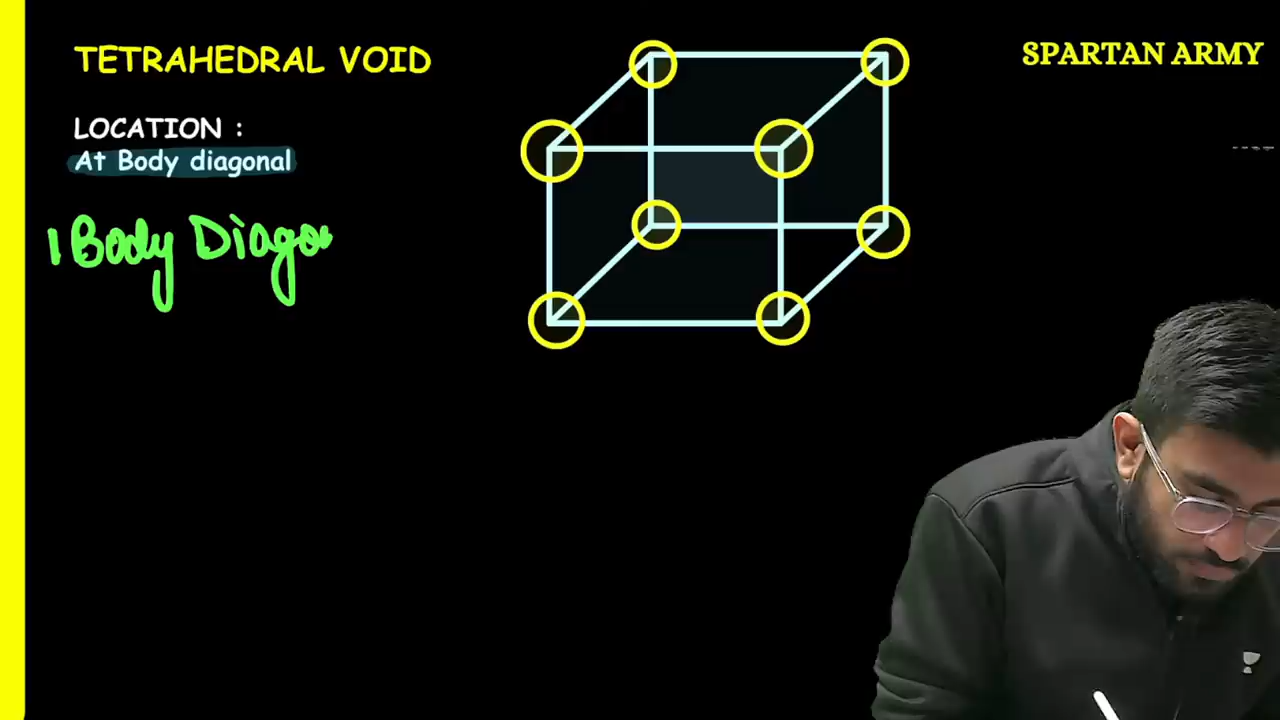 TETRAHEDRAL VOID
SPARTAN ARMY
LOCATION :
At Body diagonal
1 Body Diago